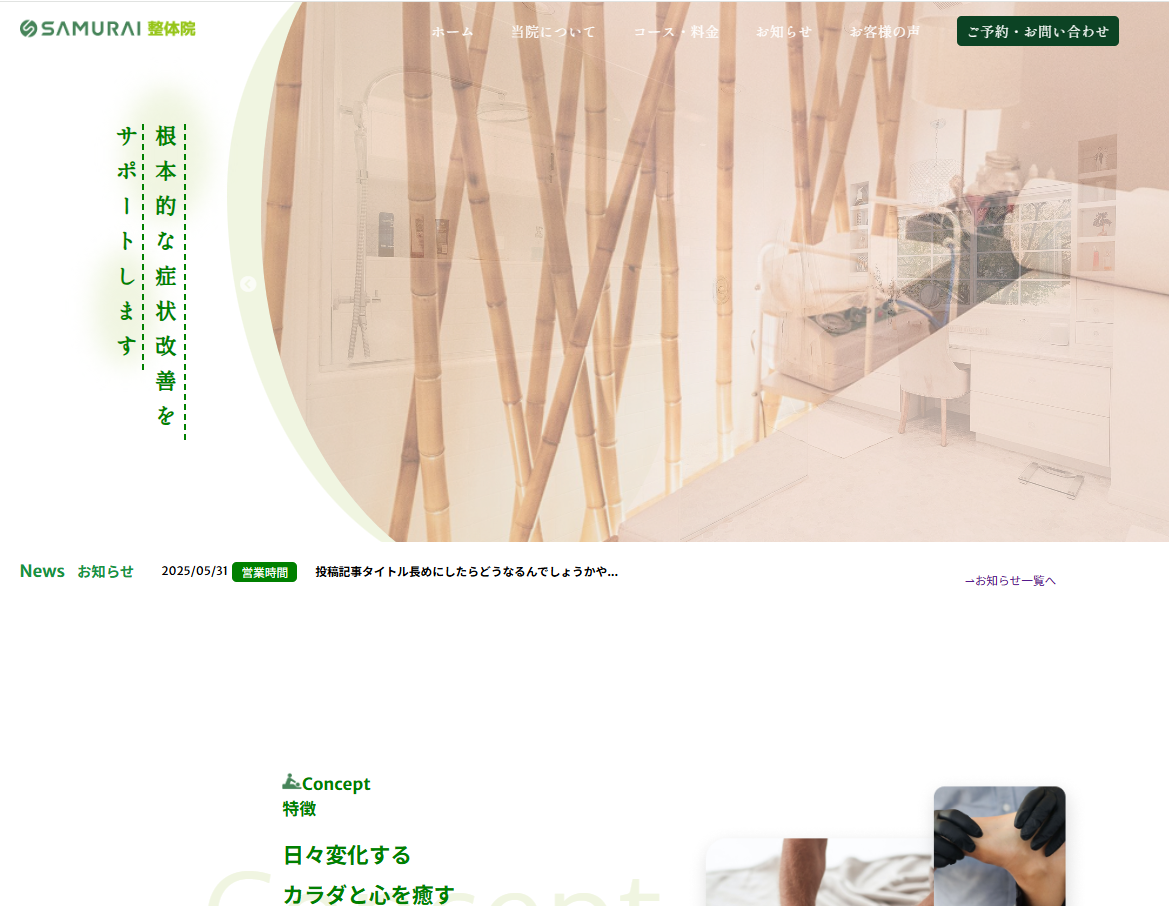 SAMURAI 整体院
ホーム 当院について コース・料金 お知らせ お客様の声 ご予約・お問い合わせ
根本的な症状改善を
サポートします
News お知らせ 2025/05/31 営業時間 投稿記事タイトル長めにしたらどうなるんでしょうかや...
→お知らせ一覧へ
Concept
特徴
日々変化する
カラダと心を癒す
Concept